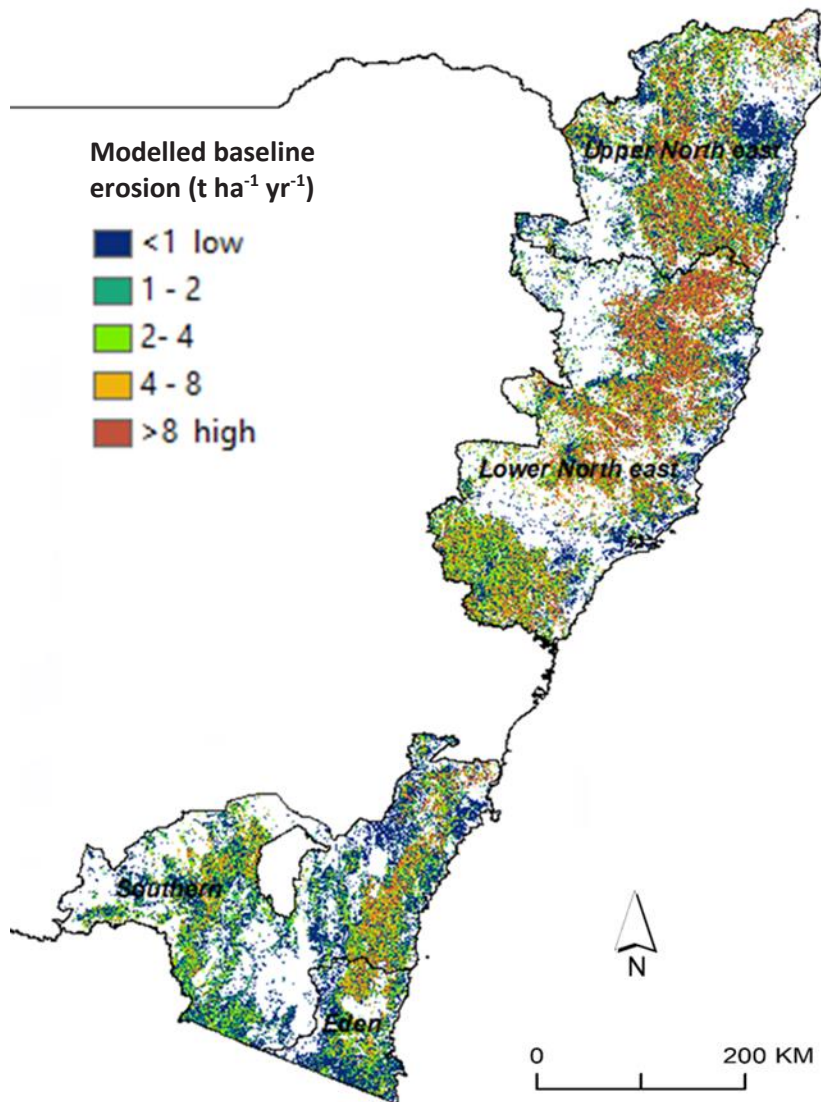 Modelled baseline
erosion (t ha⁻¹ yr⁻¹)
<1 low
1 - 2
2- 4
4 - 8
>8 high
Upper North east
Lower North east
Southern
Eden
N
0 200 KM